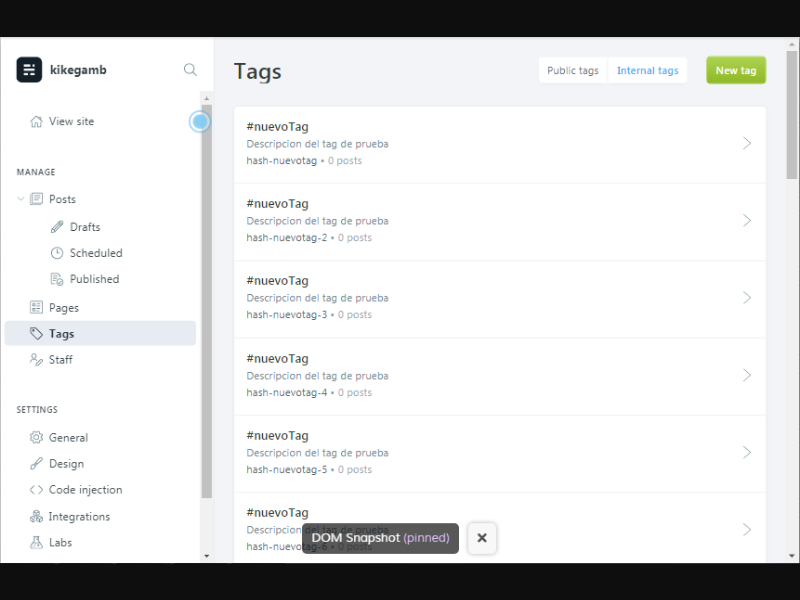 kikegamb
View site
MANAGE
Posts
Drafts
Scheduled
Published
Pages
Tags
Staff
SETTINGS
General
Design
Code injection
Integrations
Labs
Tags
Public tags
Internal tags
New tag
#nuevoTag
Descripcion del tag de prueba
hash-nuevotag • 0 posts
#nuevoTag
Descripcion del tag de prueba
hash-nuevotag-2 • 0 posts
#nuevoTag
Descripcion del tag de prueba
hash-nuevotag-3 • 0 posts
#nuevoTag
Descripcion del tag de prueba
hash-nuevotag-4 • 0 posts
#nuevoTag
Descripcion del tag de prueba
hash-nuevotag-5 • 0 posts
#nuevoTag
Descripcion del tag de prueba
hash-nuevotag-6 • 0 posts
DOM Snapshot (pinned)